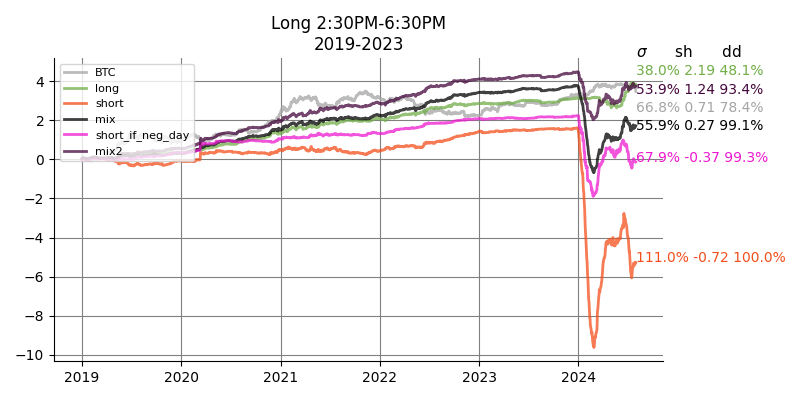 Long 2:30PM-6:30PM
2019-2023
σ sh dd
38.0% 2.19 48.1%
53.9% 1.24 93.4%
66.8% 0.71 78.4%
55.9% 0.27 99.1%
67.9% -0.37 99.3%
111.0% -0.72 100.0%
BTC
long
short
mix
short_if_neg_day
mix2
4
2
0
−2
−4
−6
−8
−10
2019 2020 2021 2022 2023 2024